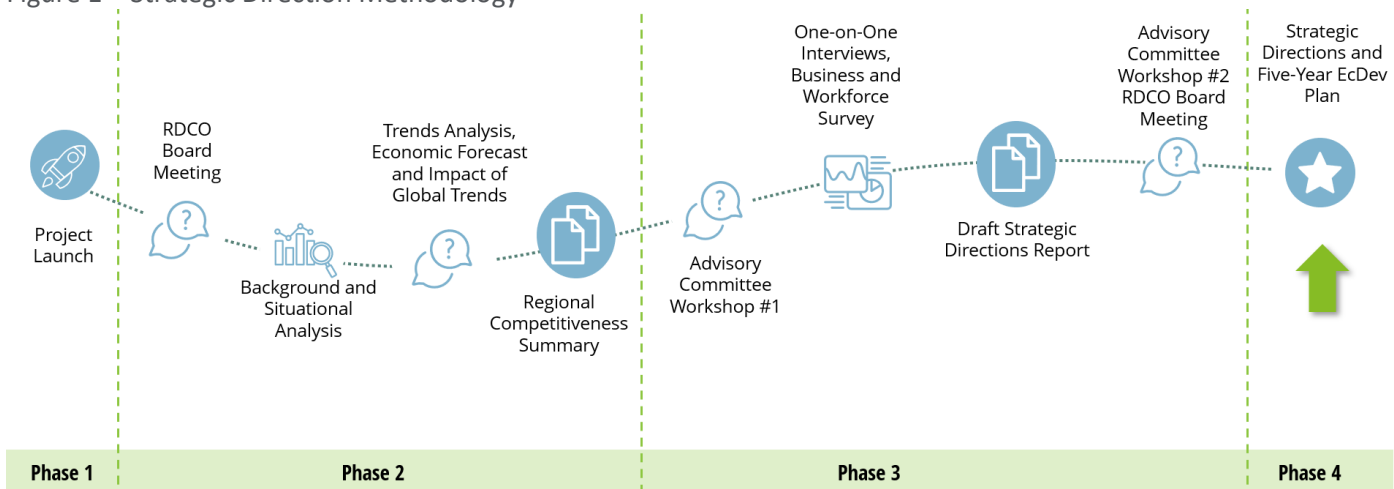 Figure 1 – Strategic Direction Methodology
Project
Launch
RDCO
Board
Meeting
Background and
Situational
Analysis
Trends Analysis,
Economic Forecast
and Impact of
Global Trends
Regional
Competitiveness
Summary
Advisory
Committee
Workshop #1
One-on-One
Interviews,
Business and
Workforce
Survey
Draft Strategic
Directions Report
Advisory
Committee
Workshop #2
RDCO Board
Meeting
Strategic
Directions and
Five-Year EcDev
Plan
Phase 1
Phase 2
Phase 3
Phase 4